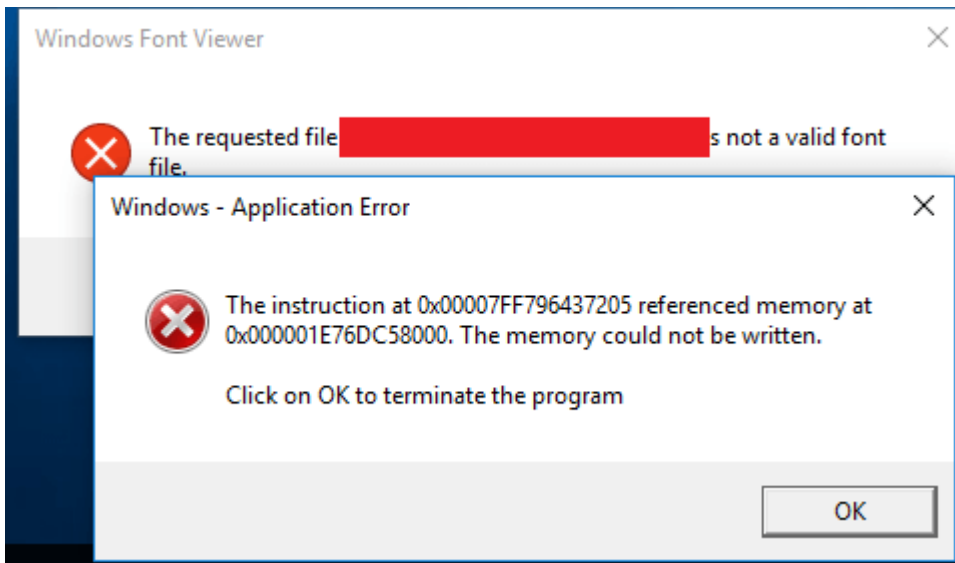 Windows Font Viewer
The requested file s not a valid font
file.
Windows - Application Error
The instruction at 0x00007FF796437205 referenced memory at
0x000001E76DC58000. The memory could not be written.
Click on OK to terminate the program
OK